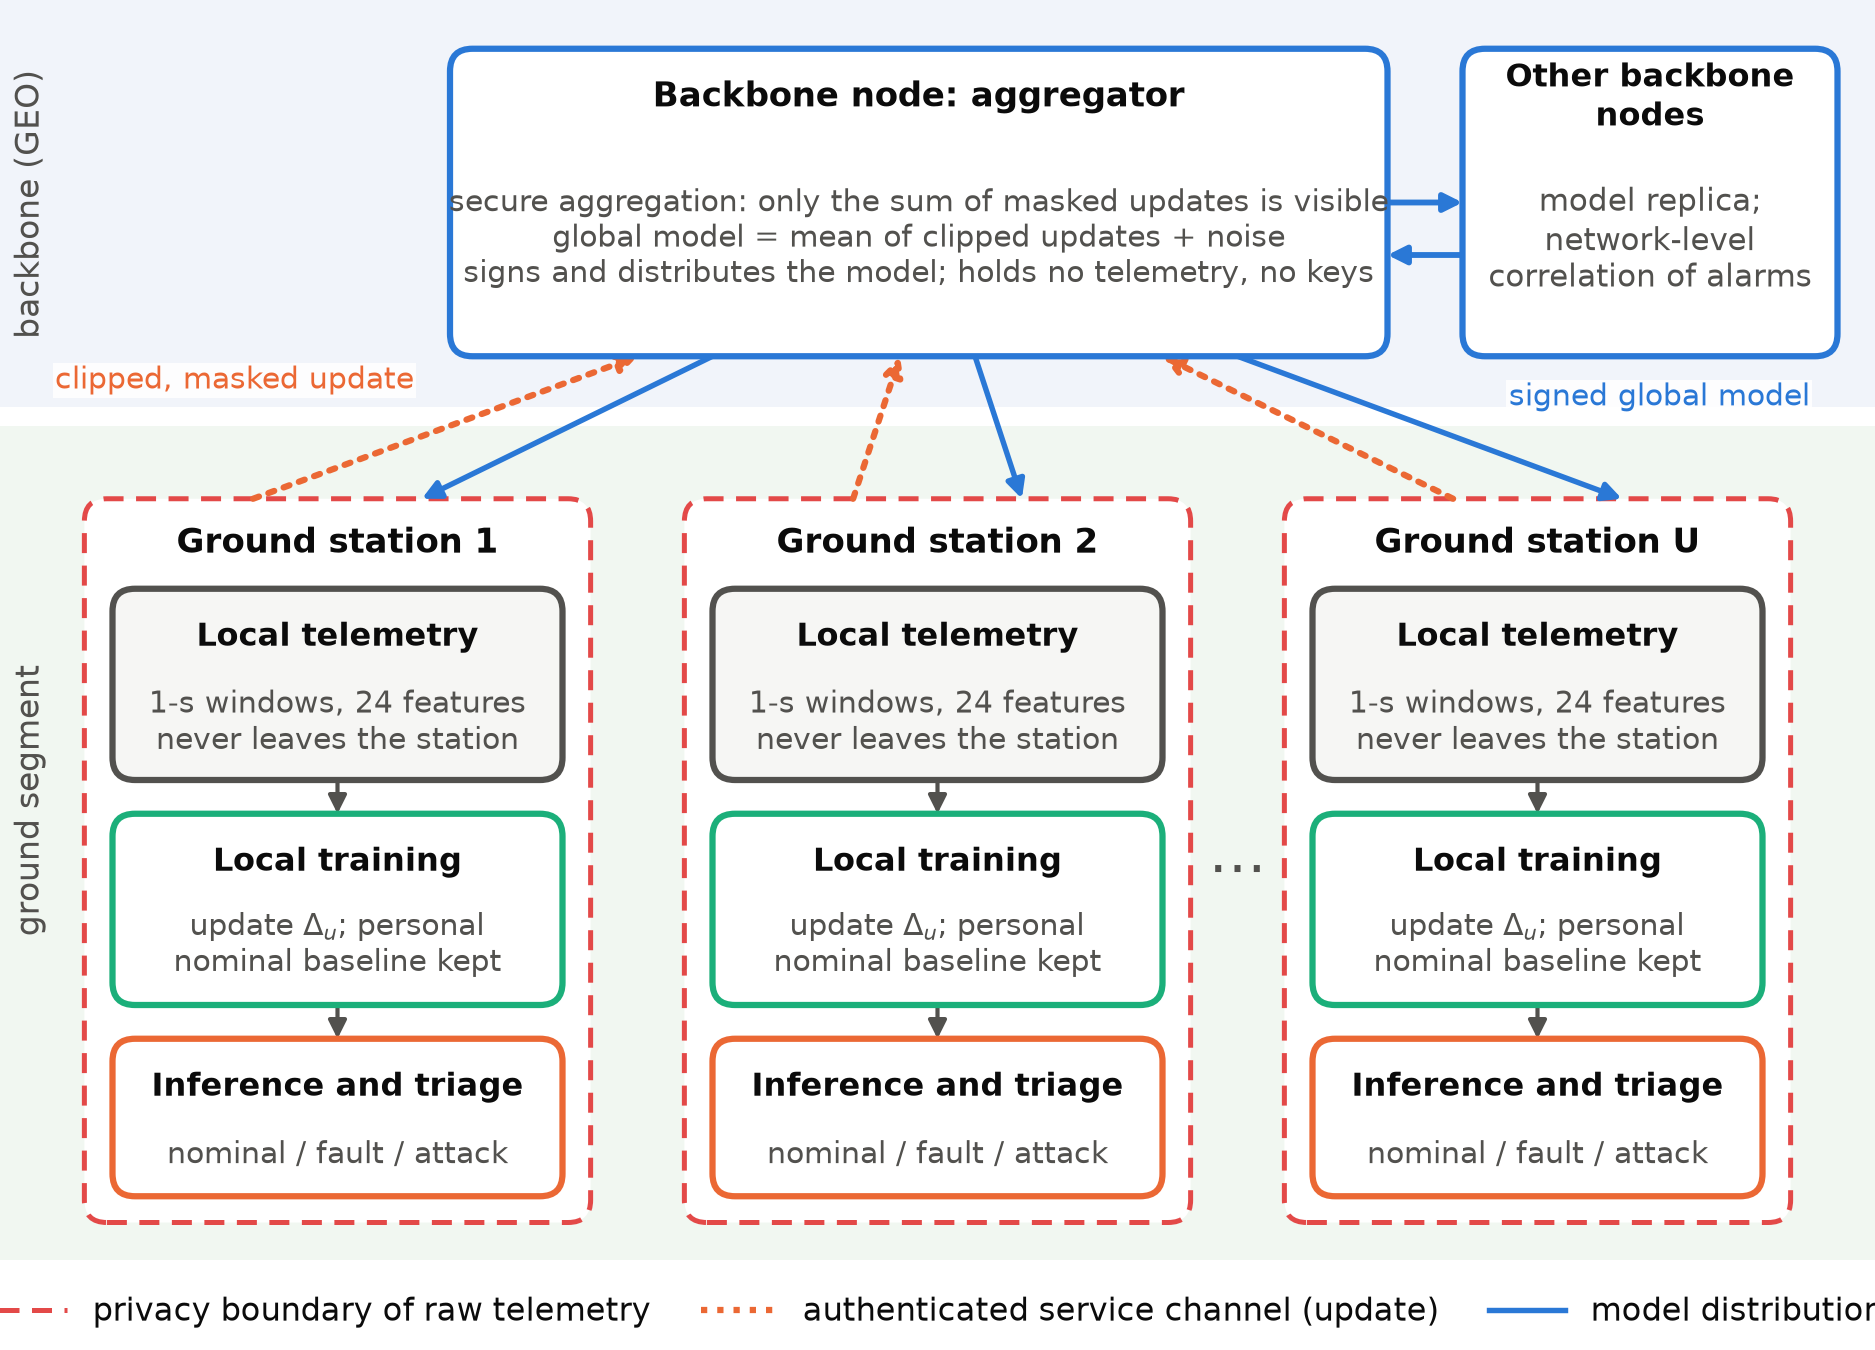 backbone (GEO)
Backbone node: aggregator
secure aggregation: only the sum of masked updates is visible
global model = mean of clipped updates + noise
signs and distributes the model; holds no telemetry, no keys
Other backbone
nodes
model replica;
network-level
correlation of alarms
clipped, masked update
signed global model
ground segment
Ground station 1
Local telemetry
1-s windows, 24 features
never leaves the station
Local training
update Δᵤ; personal
nominal baseline kept
Inference and triage
nominal / fault / attack
Ground station 2
Local telemetry
1-s windows, 24 features
never leaves the station
Local training
update Δᵤ; personal
nominal baseline kept
Inference and triage
nominal / fault / attack
...
Ground station U
Local telemetry
1-s windows, 24 features
never leaves the station
Local training
update Δᵤ; personal
nominal baseline kept
Inference and triage
nominal / fault / attack
privacy boundary of raw telemetry
authenticated service channel (update)
model distribution